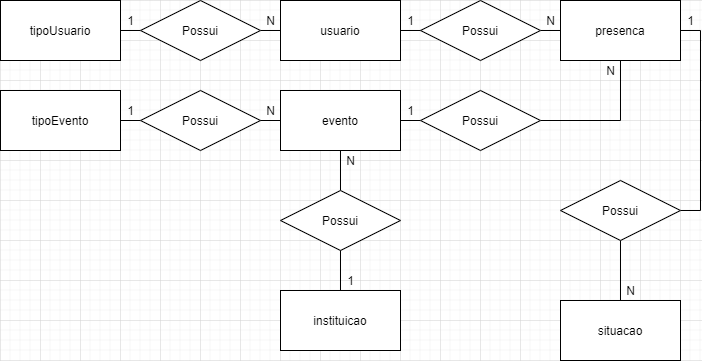 tipoUsuario 1 Possui N usuario 1 Possui N presenca 1
N
tipoEvento 1 Possui N evento 1 Possui
N
Possui Possui
1 N
instituicao situacao